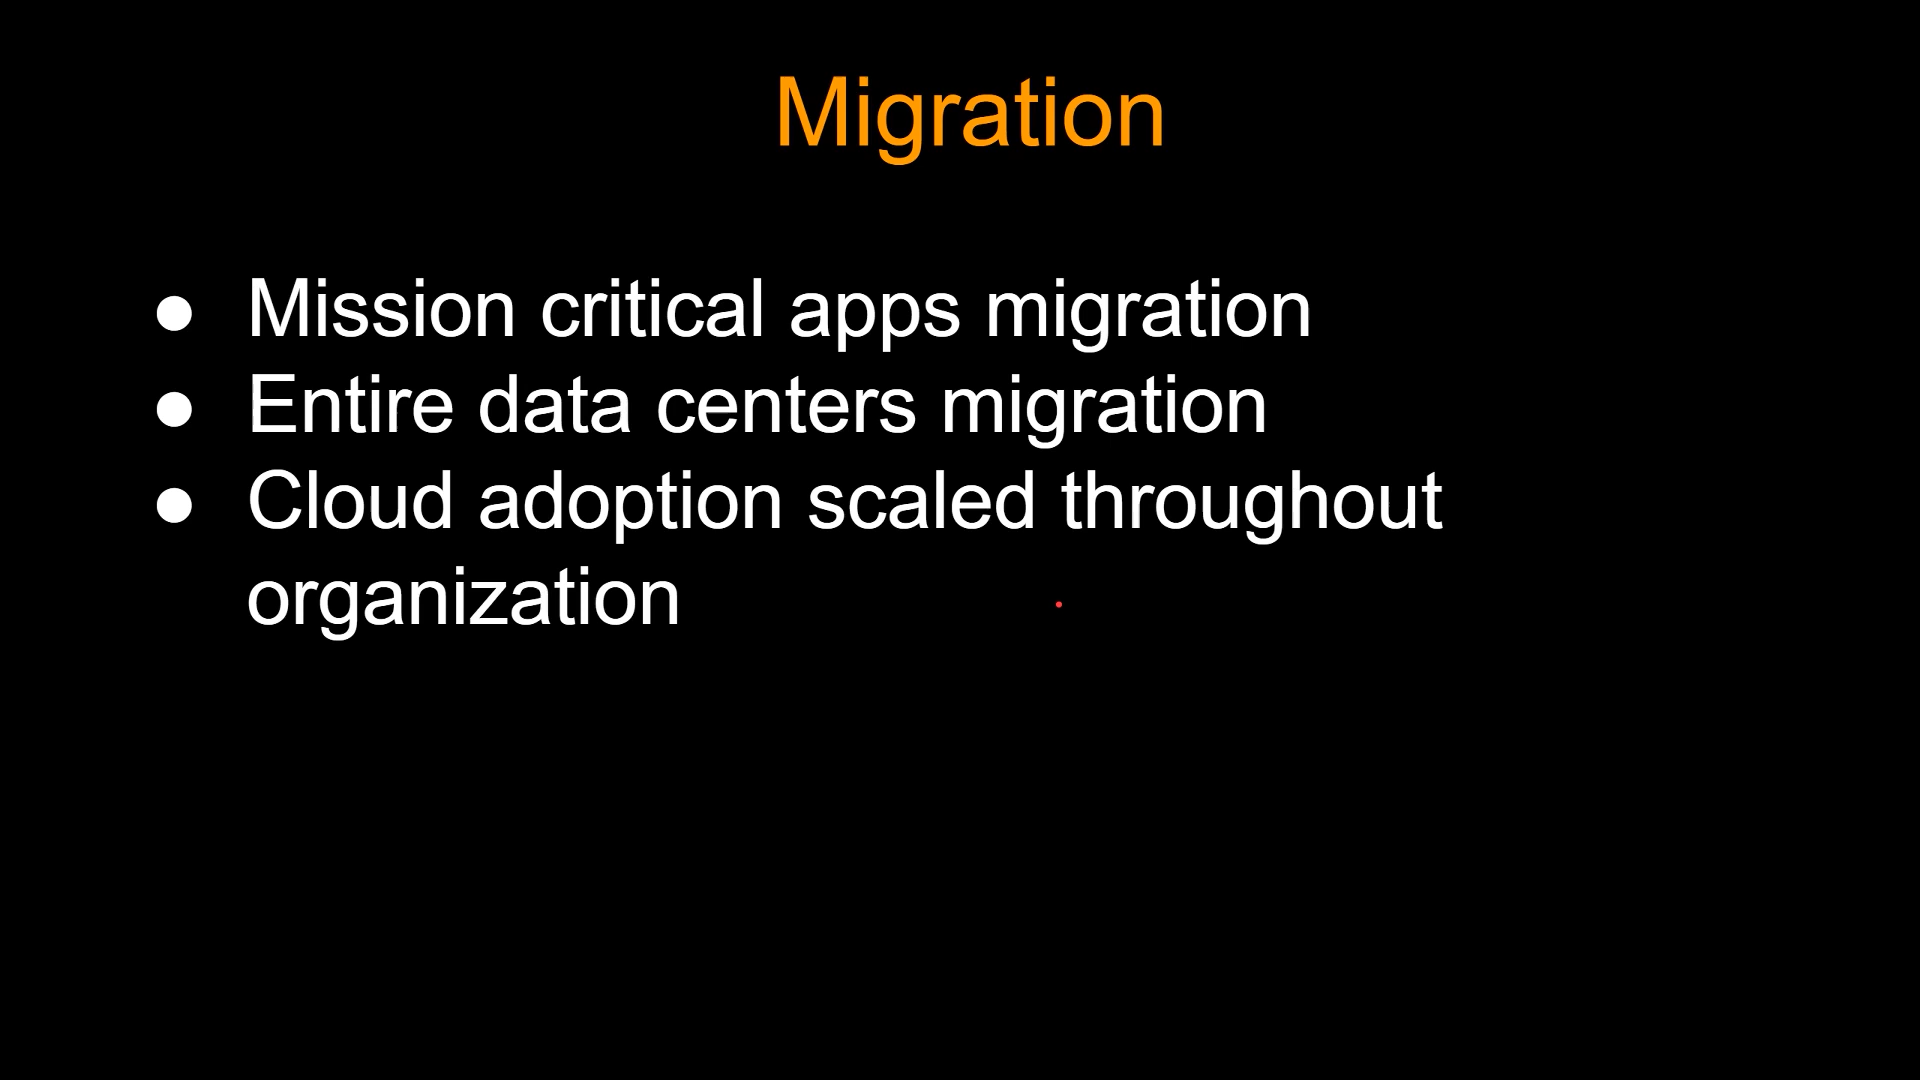 Migration
● Mission critical apps migration
● Entire data centers migration
● Cloud adoption scaled throughout
organization